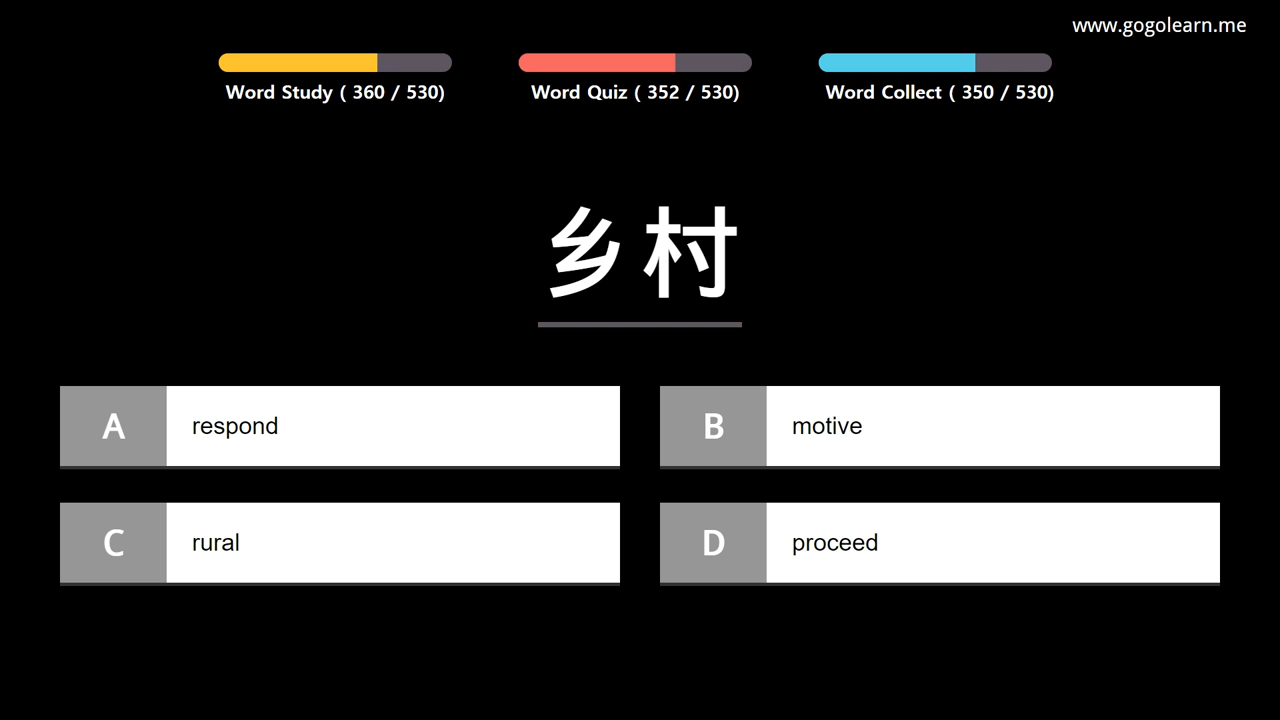 www.gogolearn.me
Word Study ( 360 / 530)
Word Quiz ( 352 / 530)
Word Collect ( 350 / 530)
乡村
A respond
B motive
C rural
D proceed